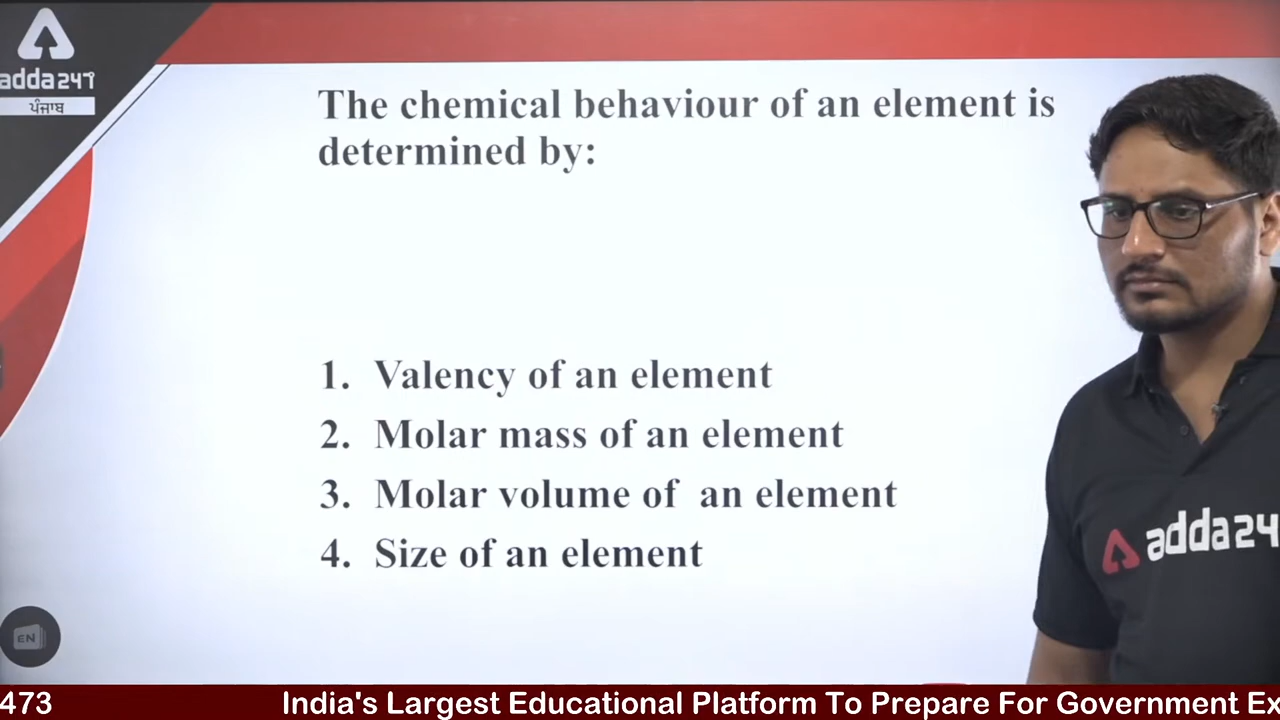 adda247
ਪੰਜਾਬ
The chemical behaviour of an element is
determined by:
1. Valency of an element
2. Molar mass of an element
3. Molar volume of an element
4. Size of an element
adda24
EN
473 India's Largest Educational Platform To Prepare For Government Ex